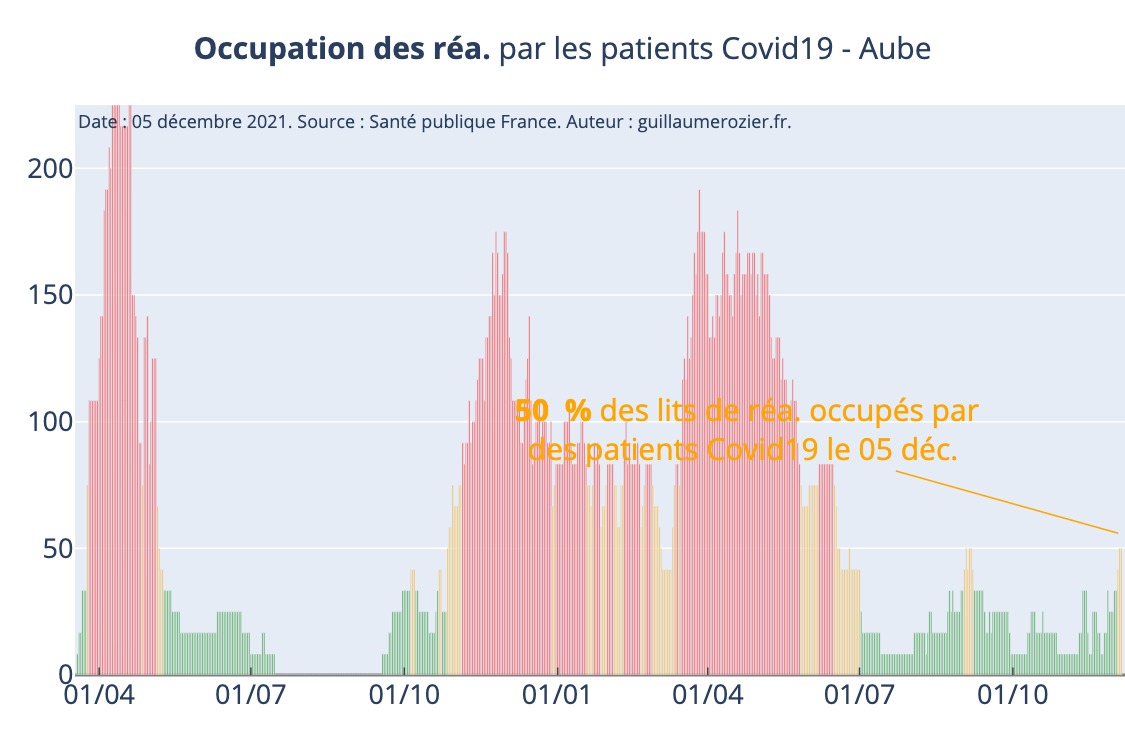 Occupation des réa. par les patients Covid19 - Aube
Date : 05 décembre 2021. Source : Santé publique France. Auteur : guillaumerozier.fr.
200
150
100
50
0
50 % des lits de réa. occupés par
des patients Covid19 le 05 déc.
01/04 01/07 01/10 01/01 01/04 01/07 01/10